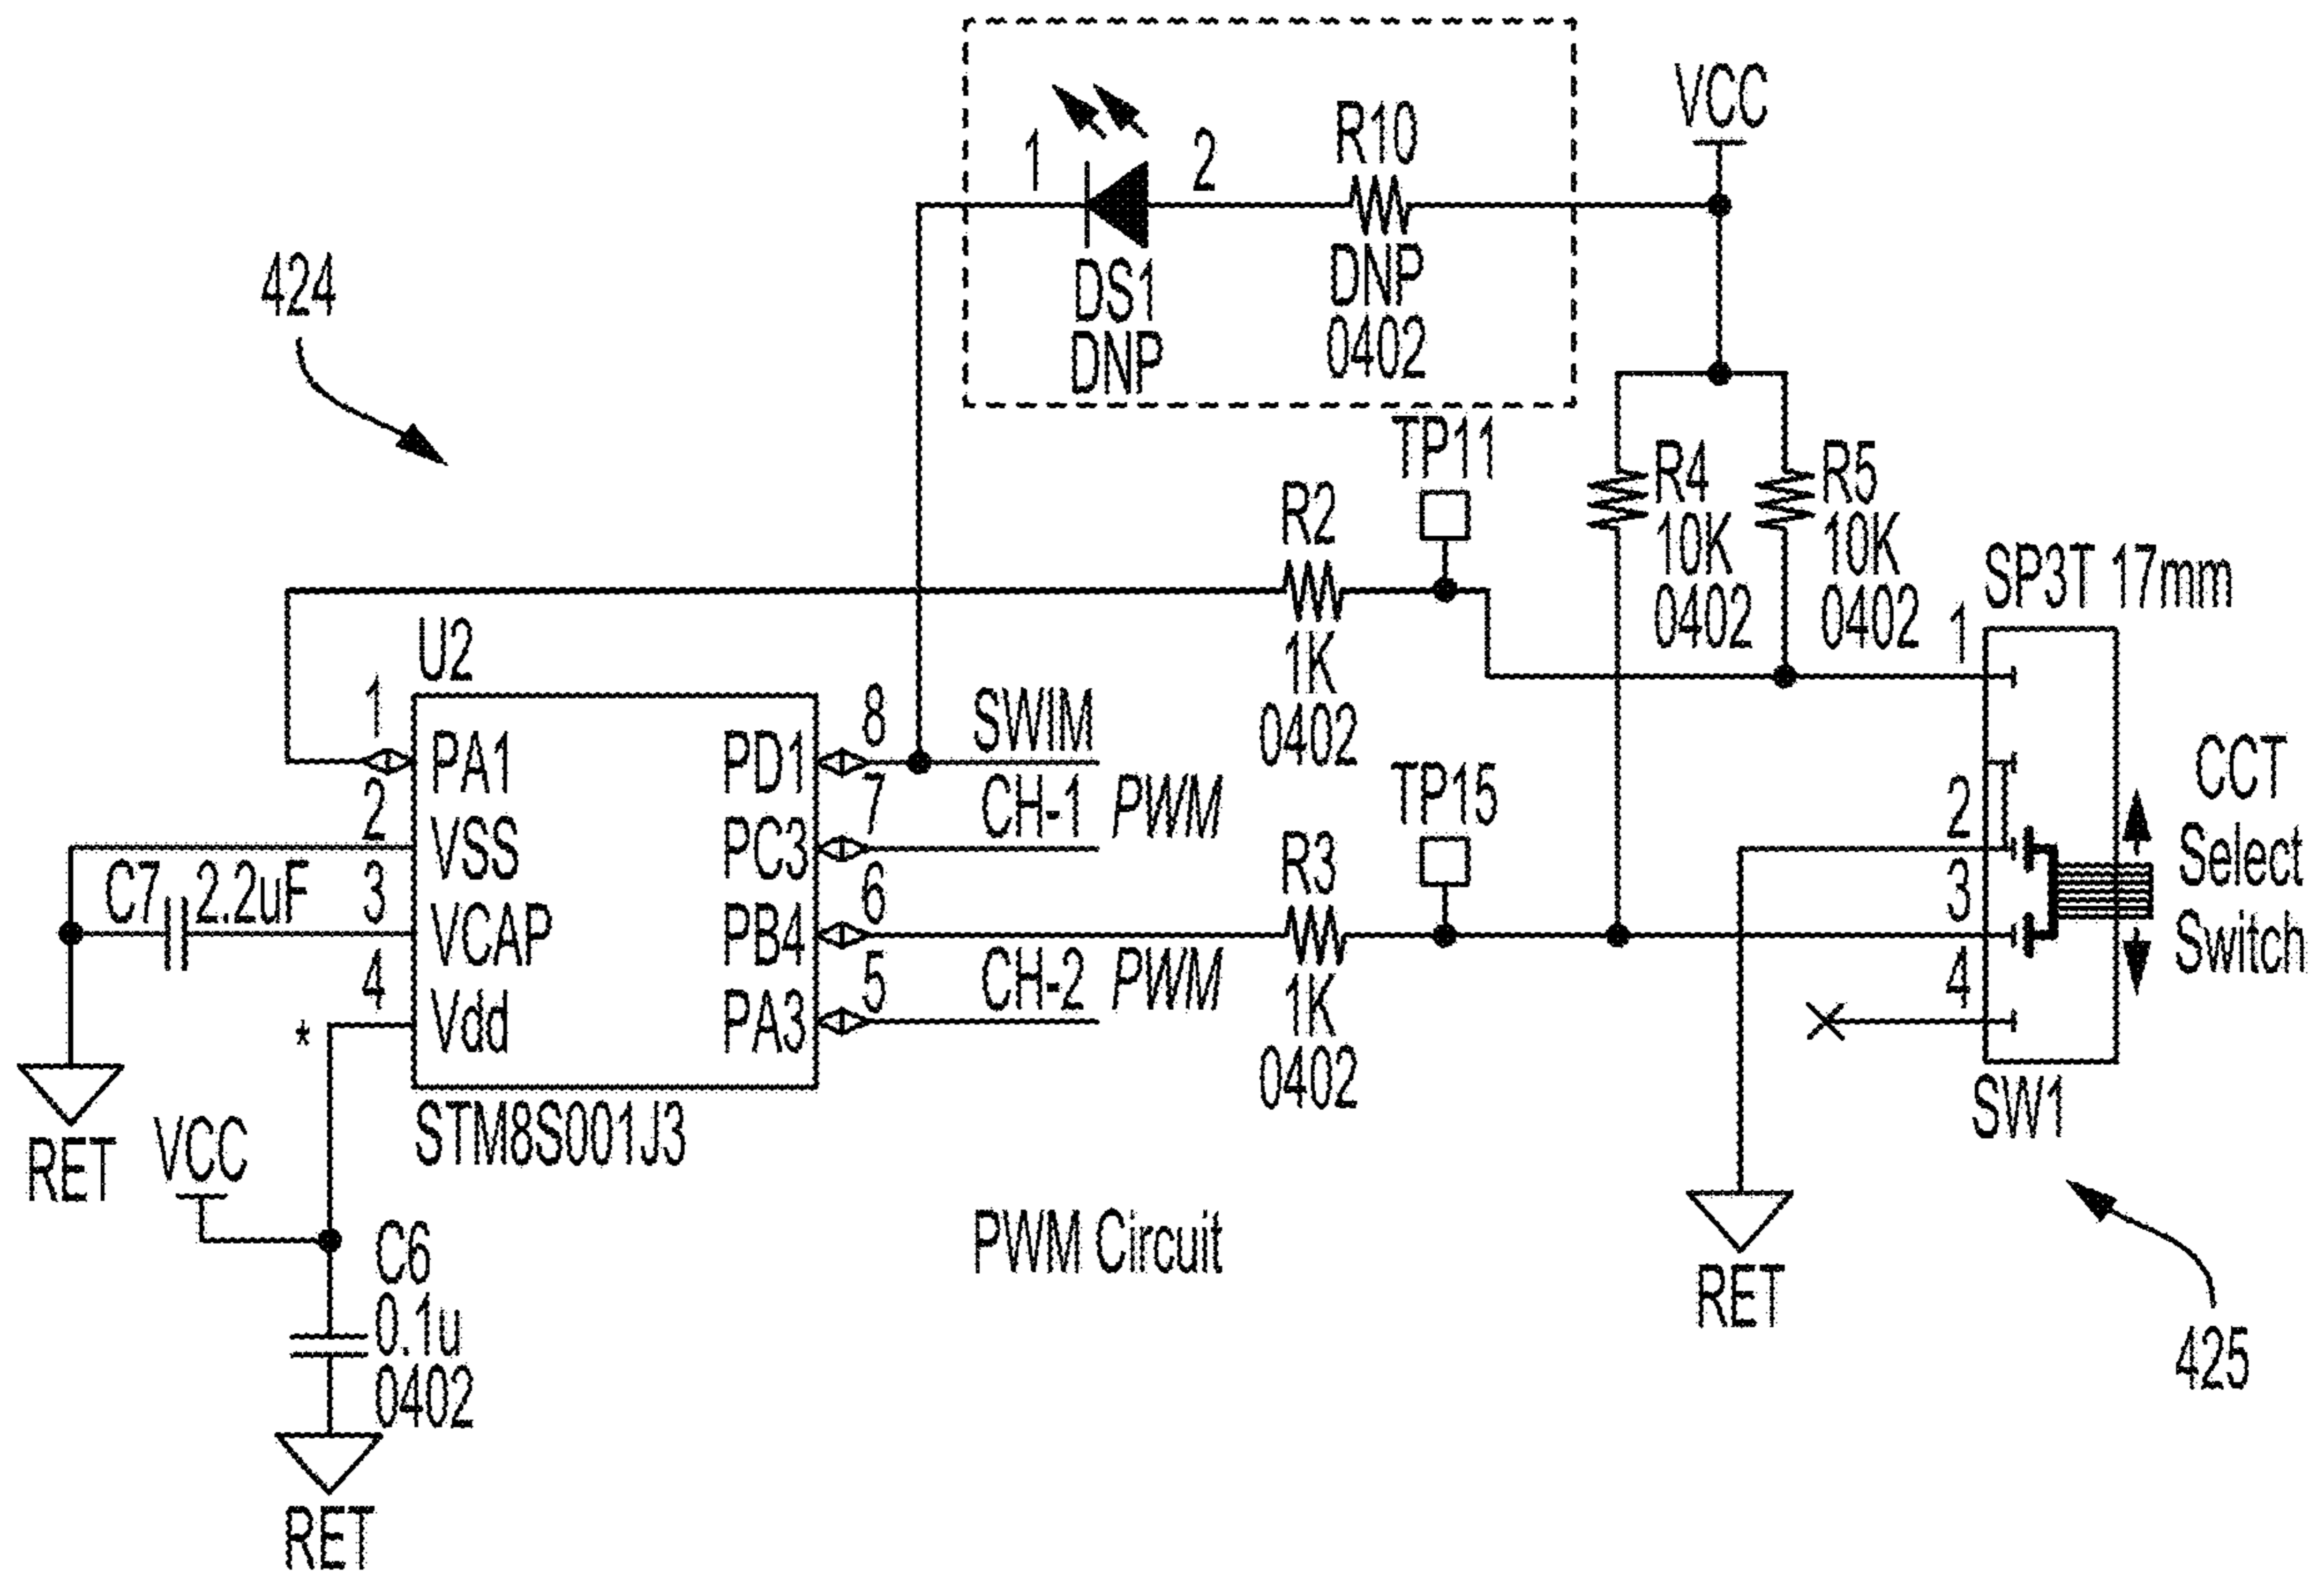 VCC
1
2
R10
DS1
DNP
DNP
0402
424
TP11
R2
1K
0402
R4
10K
0402
R5
10K
0402
SP3T 17mm
U2
1
2
3
4
PA1
VSS
VCAP
Vdd
PD1
PC3
PB4
PA3
8
7
6
5
SWIM
CH-1 PWM
CH-2 PWM
C7 2.2uF
*
STM8S001J3
TP15
R3
1K
0402
1
2
3
4
CCT
Select
Switch
SW1
RET
VCC
C6
0.1u
0402
RET
PWM Circuit
RET
425